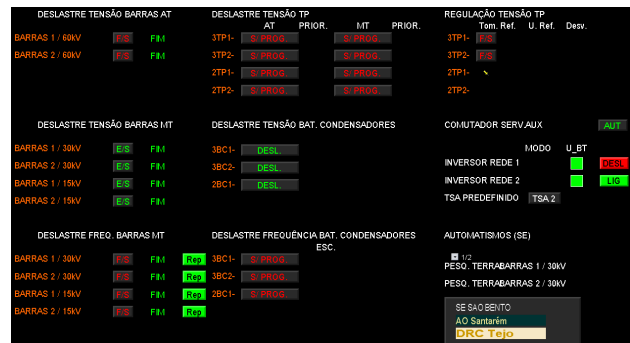 DESLASTRE TENSÃO BARRAS AT
BARRAS 1 / 60kV F/S FIM
BARRAS 2 / 60kV F/S FIM
DESLASTRE TENSÃO TP
AT PRIOR. MT PRIOR.
3TP1- S/ PROG. S/ PROG.
3TP2- S/ PROG. S/ PROG.
2TP1- S/ PROG. S/ PROG.
2TP2- S/ PROG. S/ PROG.
REGULAÇÃO TENSÃO TP
Tom. Ref. U. Ref. Desv.
3TP1- F/S
3TP2- F/S
2TP1-
2TP2-
DESLASTRE TENSÃO BARRAS MT
BARRAS 1 / 30kV E/S FIM
BARRAS 2 / 30kV E/S FIM
BARRAS 1 / 15kV E/S FIM
BARRAS 2 / 15kV E/S FIM
DESLASTRE TENSÃO BAT. CONDENSADORES
3BC1- DESL.
3BC2- DESL.
2BC1- DESL.
COMUTADOR SERV.AUX AUT
MODO U_BT
INVERSOR REDE 1 DESL
INVERSOR REDE 2 LIG
TSA PREDEFINIDO TSA 2
DESLASTRE FREQ. BARRAS MT
BARRAS 1 / 30kV F/S FIM Rep
BARRAS 2 / 30kV F/S FIM Rep
BARRAS 1 / 15kV F/S FIM Rep
BARRAS 2 / 15kV F/S FIM Rep
DESLASTRE FREQUÊNCIA BAT. CONDENSADORES
ESC.
3BC1- S/ PROG.
3BC2- S/ PROG.
2BC1- S/ PROG.
AUTOMATISMOS (SE)
1/2
PESQ. TERRABARRAS 1 / 30kV
PESQ. TERRABARRAS 2 / 30kV
SE SAO BENTO
AO Santarém
DRC Tejo